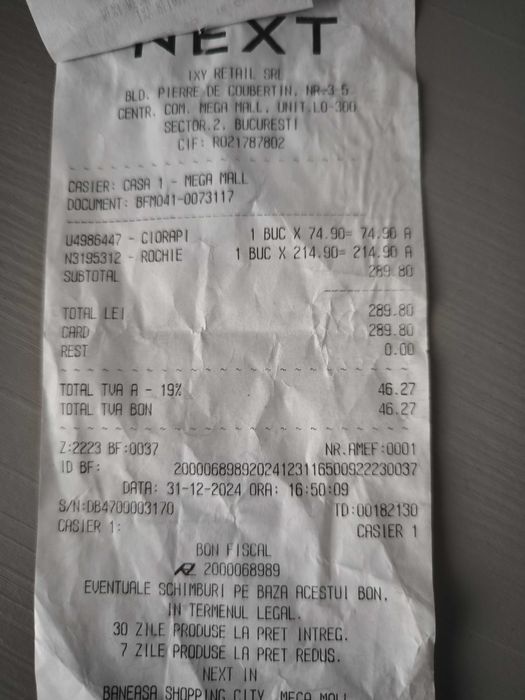 NEXT
IXY RETAIL SRL
BLD. PIERRE DE COUBERTIN, NR.3-5
CENTR. COM. MEGA MALL, UNIT.LO-300
SECTOR.2, BUCURESTI
CIF: RO21787802
CASIER: CASA 1 - MEGA MALL
DOCUMENT: BFM041-0073117
U4986447 - CIORAPI 1 BUC X 74.90= 74.90 A
N3195312 - ROCHIE 1 BUC X 214.90= 214.90 A
SUBTOTAL 289.80
TOTAL LEI 289.80
CARD 289.80
REST 0.00
TOTAL TVA A - 19% 46.27
TOTAL TVA BON 46.27
Z:2223 BF:0037 NR.AMEF:0001
ID BF: 2000068989202412311650092230037
DATA: 31-12-2024 ORA: 16:50:09
S/N:DB4700003170 TD:00182130
CASIER 1: CASIER 1
BON FISCAL
2000068989
EVENTUALE SCHIMBURI PE BAZA ACESTUI BON,
IN TERMENUL LEGAL.
30 ZILE PRODUSE LA PRET INTREG.
7 ZILE PRODUSE LA PRET REDUS.
NEXT IN
BANEASA SHOPPING CITY, MEGA MALL